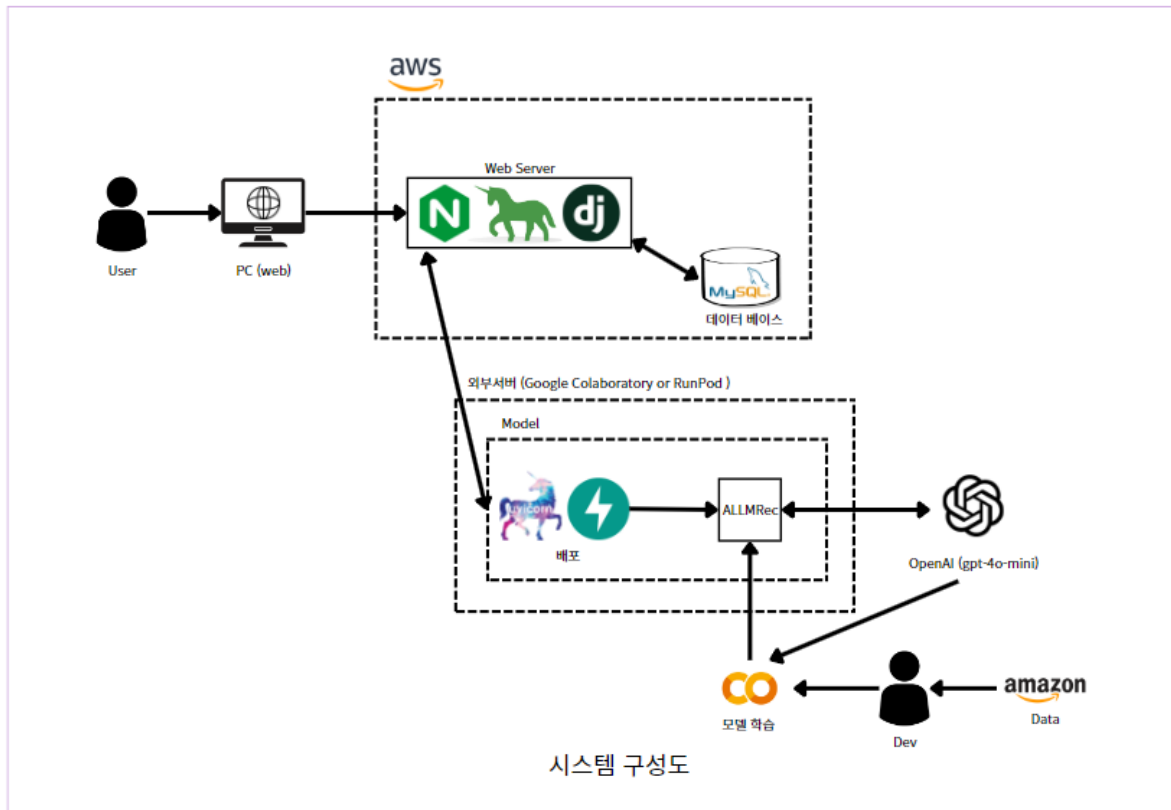 aws
Web Server
N
dj
User
PC (web)
MySQL
데이터 베이스
외부서버 (Google Colaboratory or RunPod )
Model
uvicorn
ALLMRec
배포
OpenAI (gpt-4o-mini)
amazon
모델 학습
Dev
Data
시스템 구성도